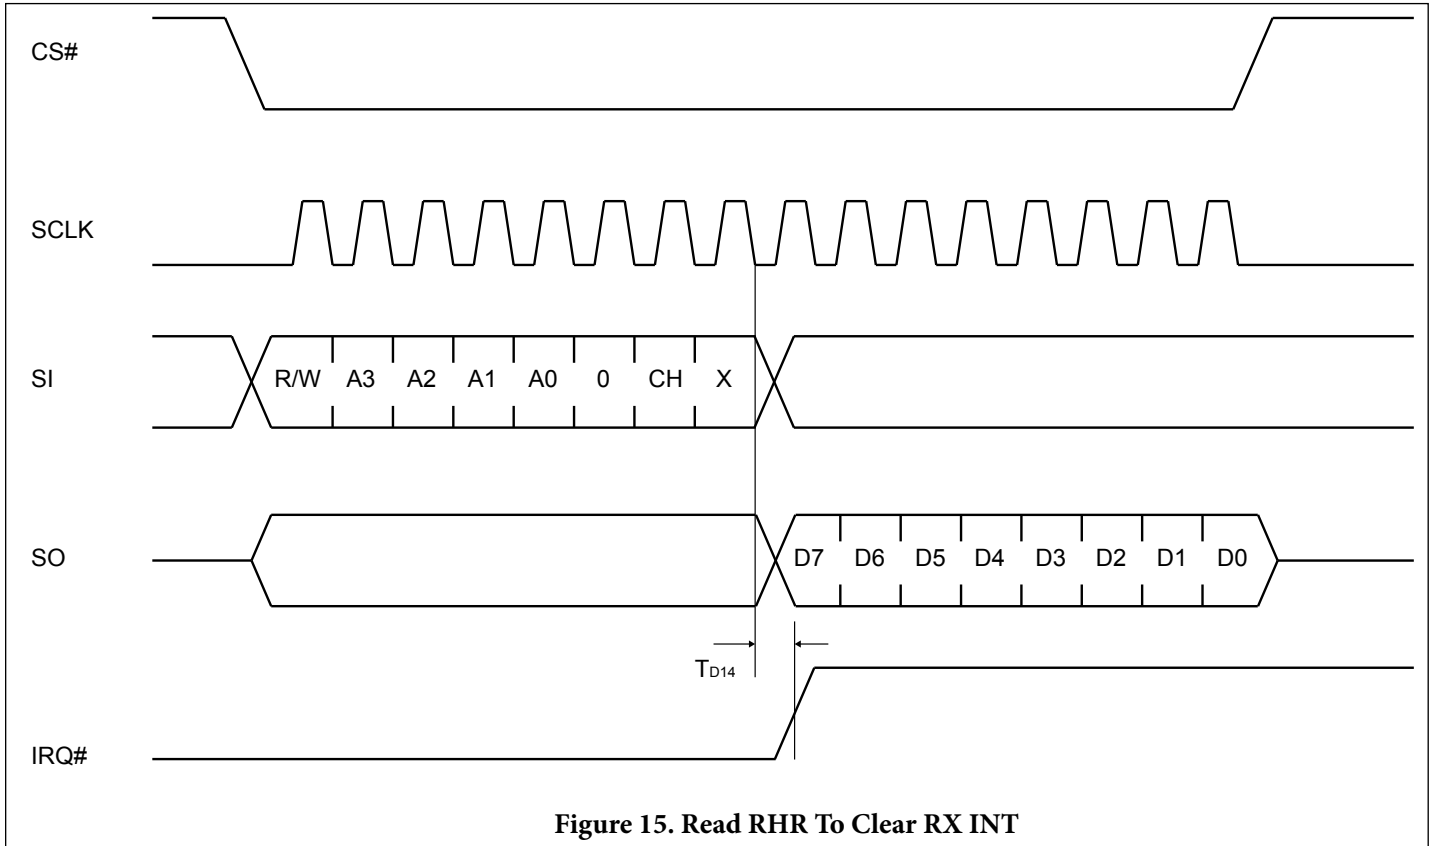 CS#
SCLK
SI R/W A3 A2 A1 A0 0 CH X
SO D7 D6 D5 D4 D3 D2 D1 D0
TD14
IRQ#
Figure 15. Read RHR To Clear RX INT